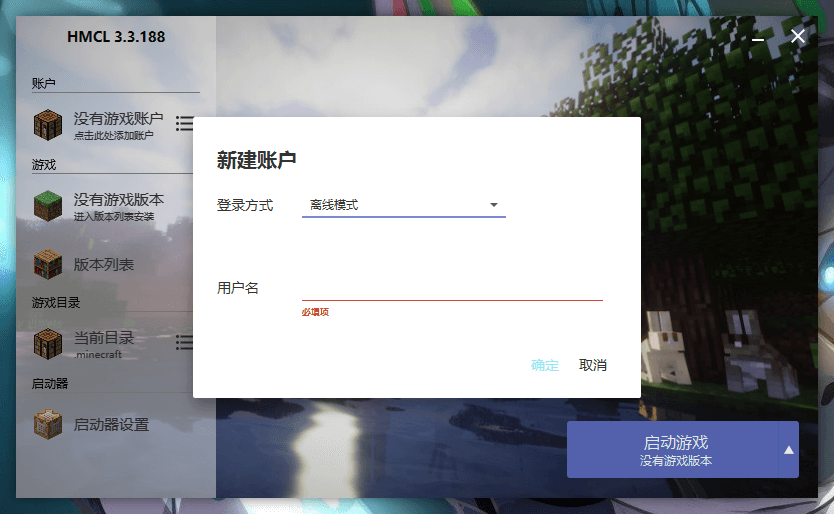 HMCL 3.3.188
账户
没有游戏账户
点击此处添加账户
游戏
没有游戏版本
进入版本列表安装
版本列表
游戏目录
当前目录
.minecraft
启动器
启动器设置
新建账户
登录方式
离线模式
用户名
必填项
确定
取消
启动游戏
没有游戏版本